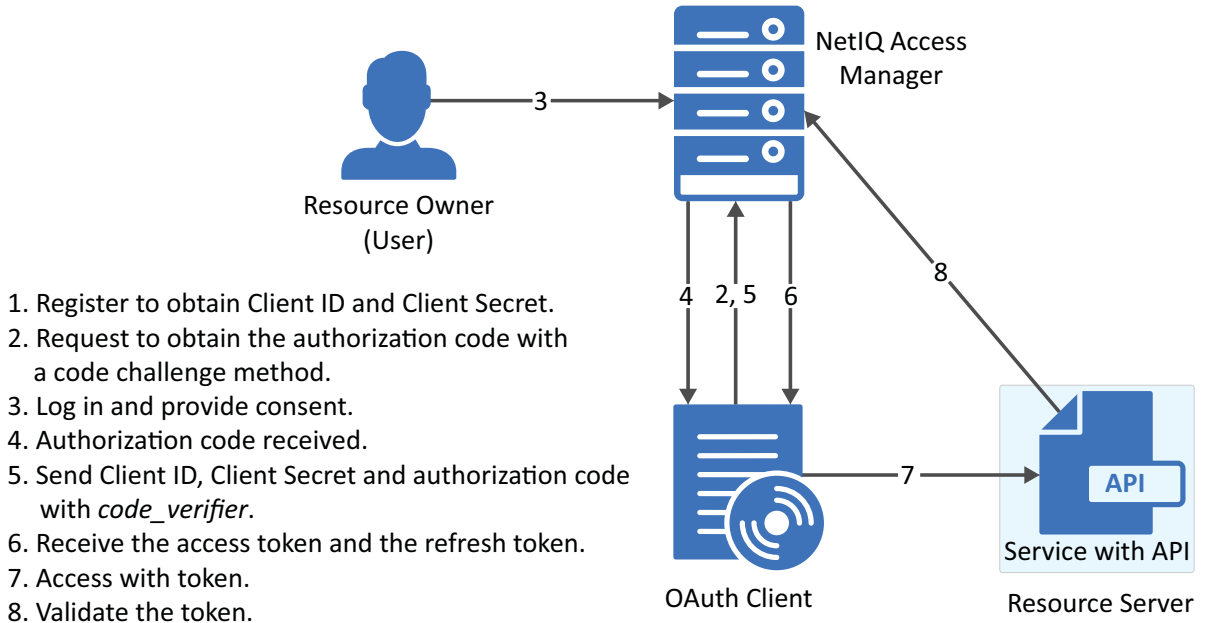 NetIQ Access
Manager
3
Resource Owner
(User)
8
4
2, 5
6
1. Register to obtain Client ID and Client Secret.
2. Request to obtain the authorization code with
a code challenge method.
3. Log in and provide consent.
4. Authorization code received.
5. Send Client ID, Client Secret and authorization code
with code_verifier.
6. Receive the access token and the refresh token.
7. Access with token.
8. Validate the token.
7
API
Service with API
OAuth Client
Resource Server